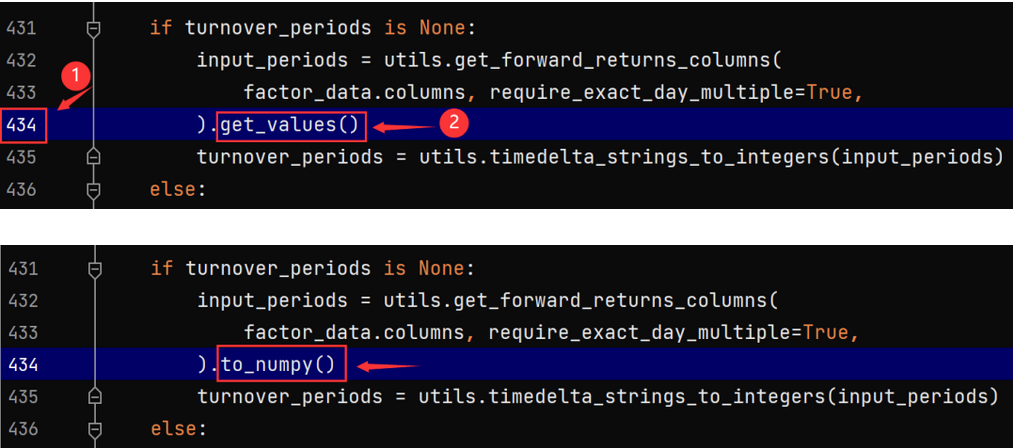 431 if turnover_periods is None:
432 input_periods = utils.get_forward_returns_columns(
1
433 factor_data.columns, require_exact_day_multiple=True,
434 ).get_values() 2
435 turnover_periods = utils.timedelta_strings_to_integers(input_periods)
436 else:
431 if turnover_periods is None:
432 input_periods = utils.get_forward_returns_columns(
433 factor_data.columns, require_exact_day_multiple=True,
434 ).to_numpy()
435 turnover_periods = utils.timedelta_strings_to_integers(input_periods)
436 else: